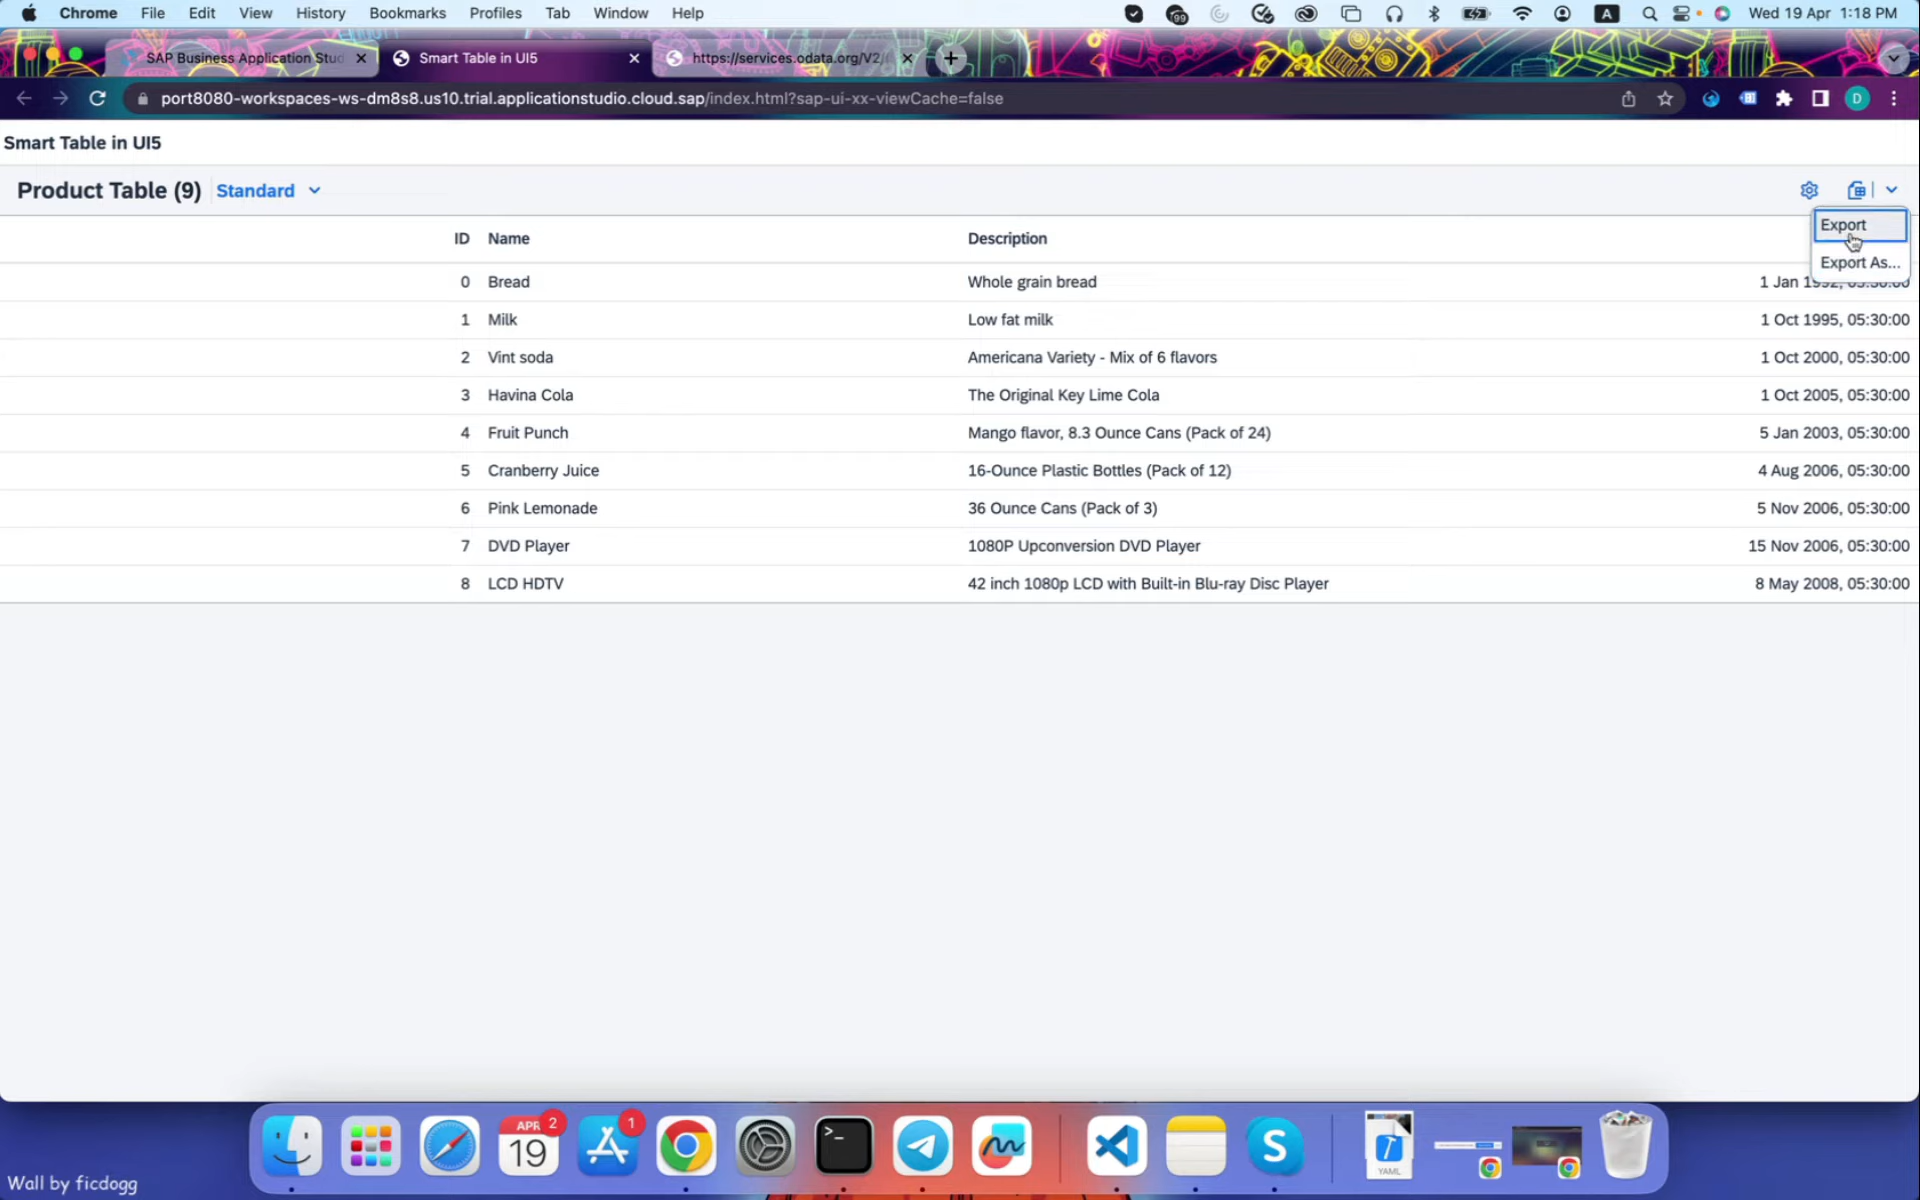 Chrome File Edit View History Bookmarks Profiles Tab Window Help 99 A Wed 19 Apr 1:18 PM
SAP Business Application Stud Smart Table in UI5 https://services.odata.org/V2/
port8080-workspaces-ws-dm8s8.us10.trial.applicationstudio.cloud.sap/index.html?sap-ui-xx-viewCache=false D
Smart Table in UI5
Product Table (9) Standard
Export
Export As...
ID Name Description
0 Bread Whole grain bread 1 Jan 1992, 05:30:00
1 Milk Low fat milk 1 Oct 1995, 05:30:00
2 Vint soda Americana Variety - Mix of 6 flavors 1 Oct 2000, 05:30:00
3 Havina Cola The Original Key Lime Cola 1 Oct 2005, 05:30:00
4 Fruit Punch Mango flavor, 8.3 Ounce Cans (Pack of 24) 5 Jan 2003, 05:30:00
5 Cranberry Juice 16-Ounce Plastic Bottles (Pack of 12) 4 Aug 2006, 05:30:00
6 Pink Lemonade 36 Ounce Cans (Pack of 3) 5 Nov 2006, 05:30:00
7 DVD Player 1080P Upconversion DVD Player 15 Nov 2006, 05:30:00
8 LCD HDTV 42 inch 1080p LCD with Built-in Blu-ray Disc Player 8 May 2008, 05:30:00
APR 2 1
19 S YAML
Wall by ficdogg